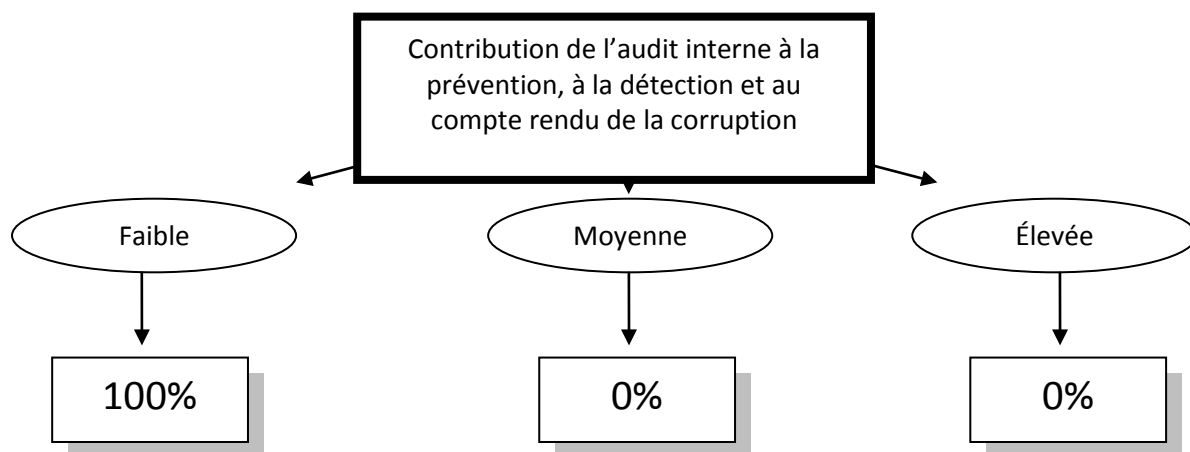 Contribution de l’audit interne à la
prévention, à la détection et au
compte rendu de la corruption
Faible
Moyenne
Élevée
100%
0%
0%